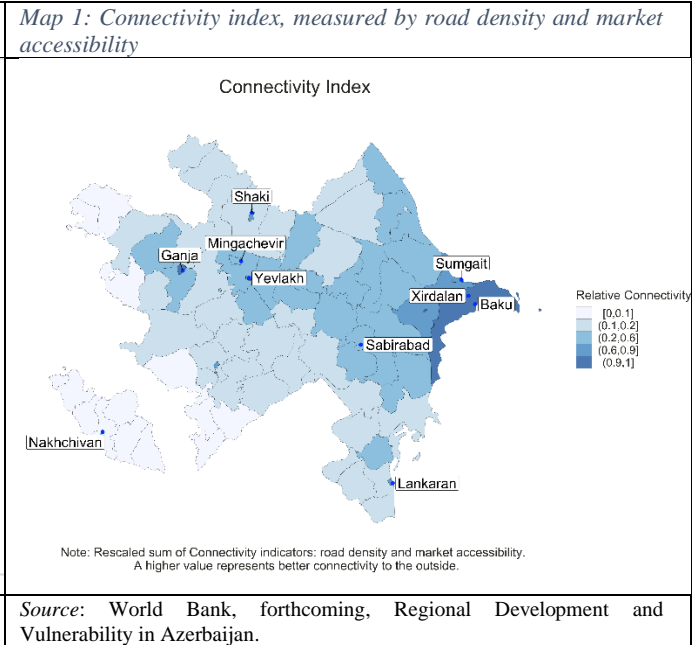 Map 1: Connectivity index, measured by road density and market
accessibility
Connectivity Index
Shaki
Mingachevir
Ganja
Yevlakh
Sumgait
Xirdalan
Baku
Sabirabad
Nakhchivan
Lankaran
Relative Connectivity
[0,0.1]
(0.1,0.2]
(0.2,0.6]
(0.6,0.9]
(0.9,1]
Note: Rescaled sum of Connectivity indicators: road density and market accessibility.
A higher value represents better connectivity to the outside.
Source: World Bank, forthcoming, Regional Development and
Vulnerability in Azerbaijan.